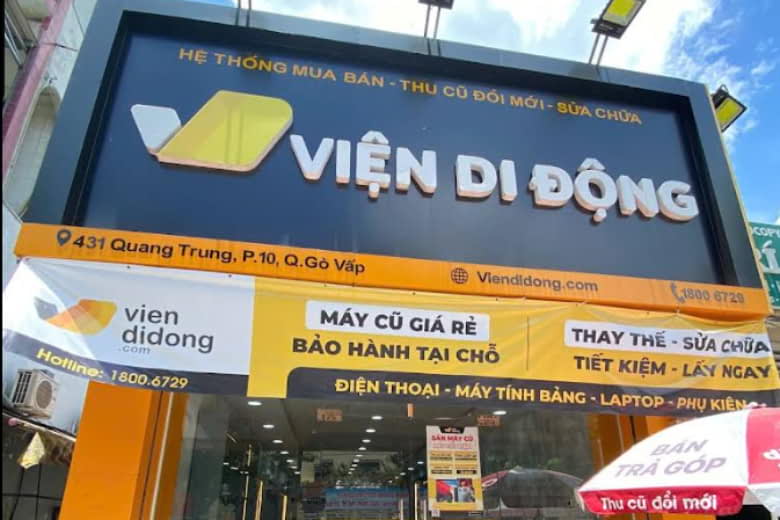 HỆ THỐNG MUA BÁN - THU CŨ ĐỔI MỚI - SỬA CHỮA
VIỆN DI ĐỘNG
431 Quang Trung, P.10, Q.Gò Vấp
Viendidong.com
1800 6729
vien
didong
.com
Hotline: 1800.6729
MÁY CŨ GIÁ RẺ
BẢO HÀNH TẠI CHỖ
THAY THẾ - SỬA CHỮA
TIẾT KIỆM - LẤY NGAY
ĐIỆN THOẠI - MÁY TÍNH BẢNG - LAPTOP - PHỤ KIỆN
SĂN MÁY CŨ
BÁN
TRẢ GÓP
Thu cũ đổi mới